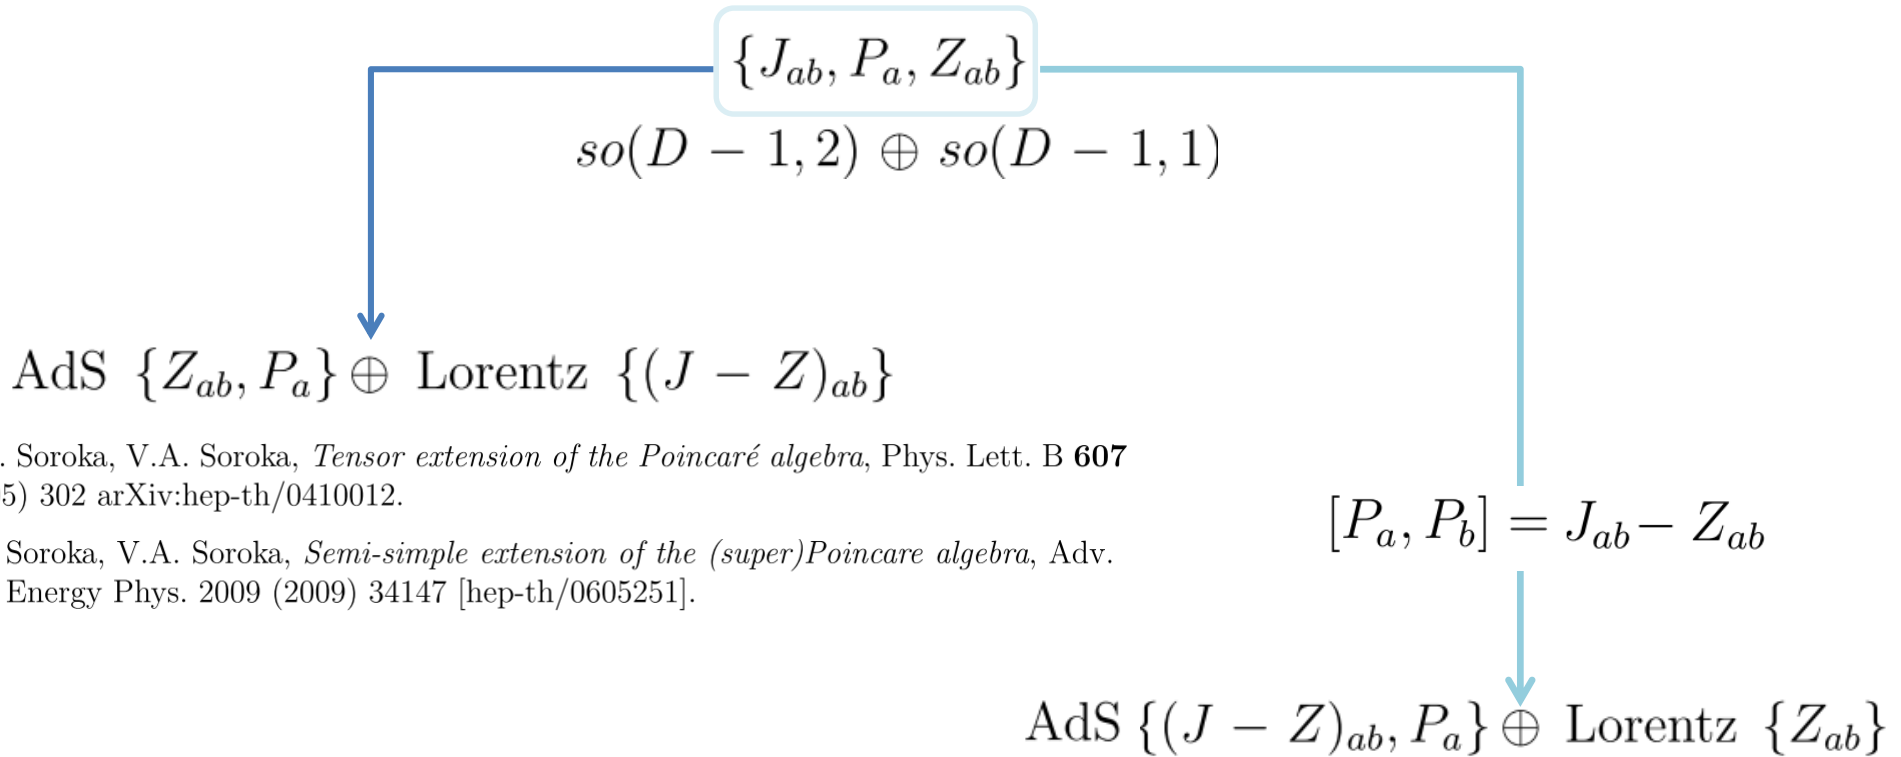 {J_{ab}, P_a, Z_{ab}}
so(D − 1, 2) ⊕ so(D − 1, 1)
AdS {Z_{ab}, P_a} ⊕ Lorentz {(J − Z)_{ab}}
. Soroka, V.A. Soroka, Tensor extension of the Poincaré algebra, Phys. Lett. B 607
5) 302 arXiv:hep-th/0410012.
[P_a, P_b] = J_{ab} − Z_{ab}
Soroka, V.A. Soroka, Semi-simple extension of the (super)Poincare algebra, Adv.
Energy Phys. 2009 (2009) 34147 [hep-th/0605251].
AdS {(J − Z)_{ab}, P_a} ⊕ Lorentz {Z_{ab}}